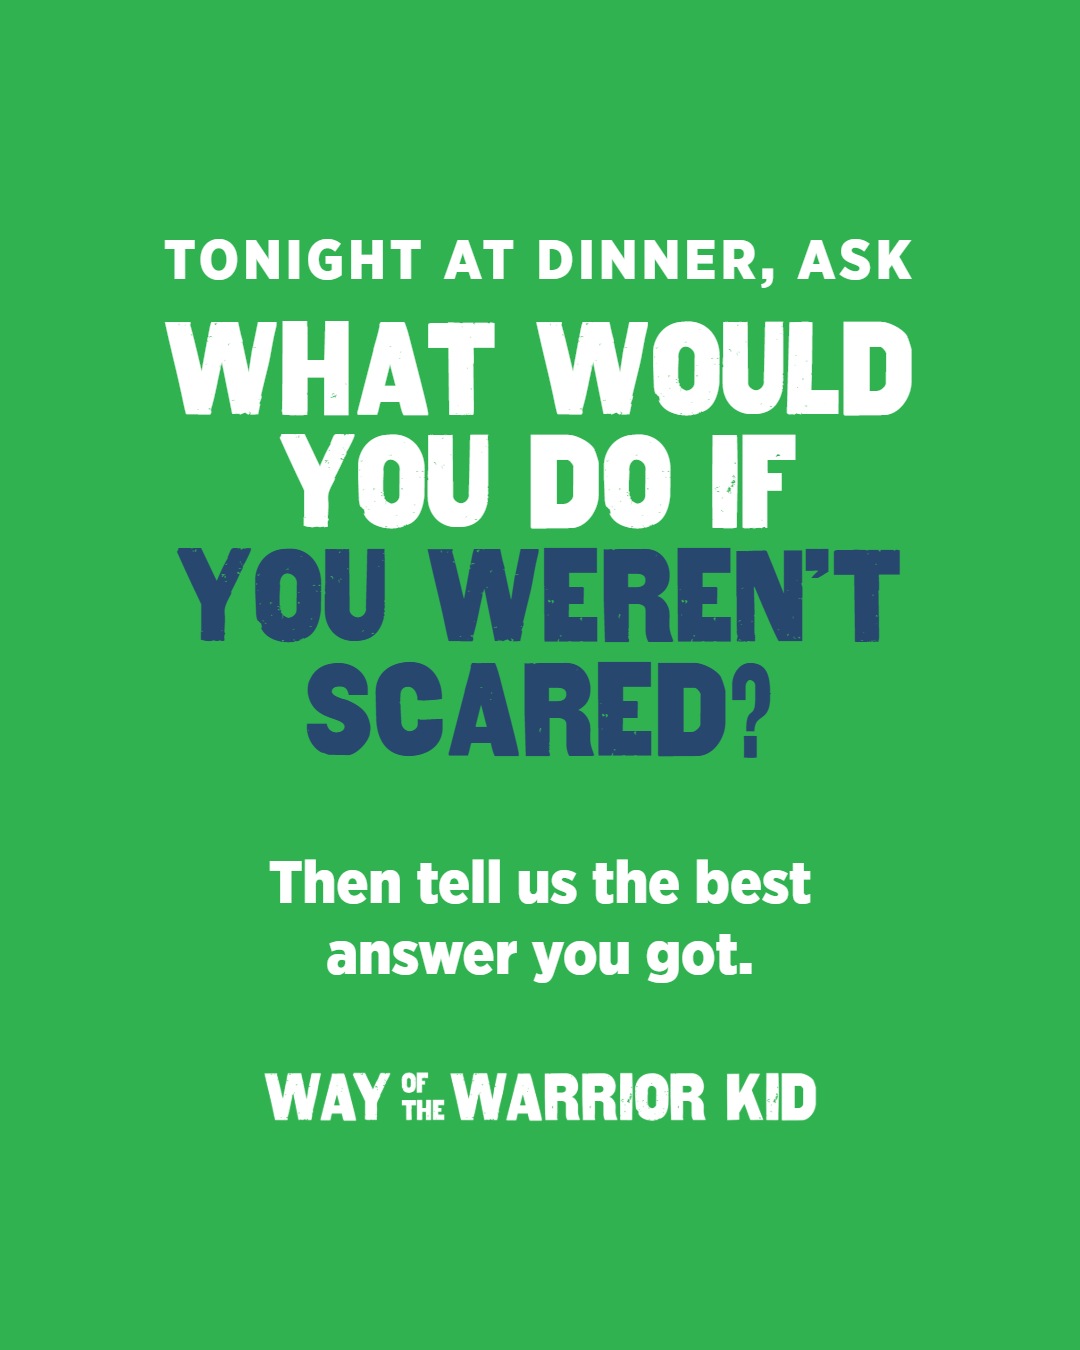 TONIGHT AT DINNER, ASK
WHAT WOULD
YOU DO IF
YOU WEREN'T
SCARED?
Then tell us the best
answer you got.
WAY OF THE WARRIOR KID